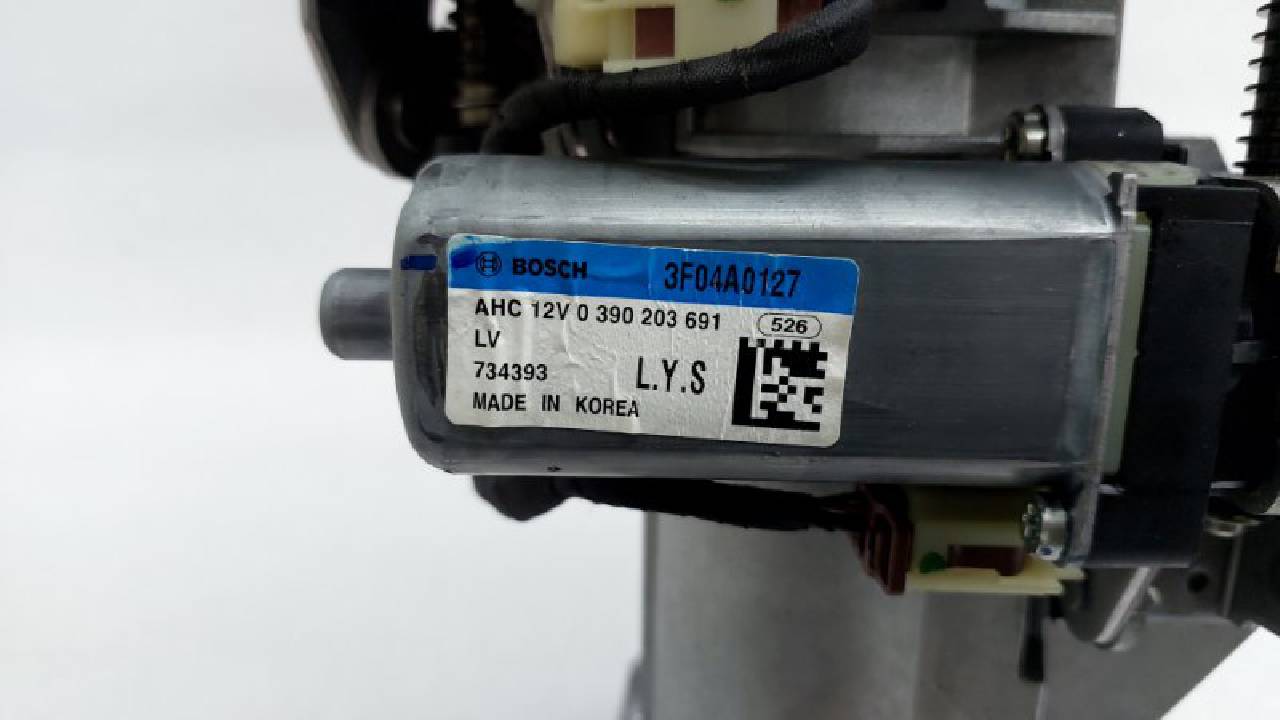 BOSCH 3F04A0127
AHC 12V 0 390 203 691 526
LV
734393 L.Y.S
MADE IN KOREA